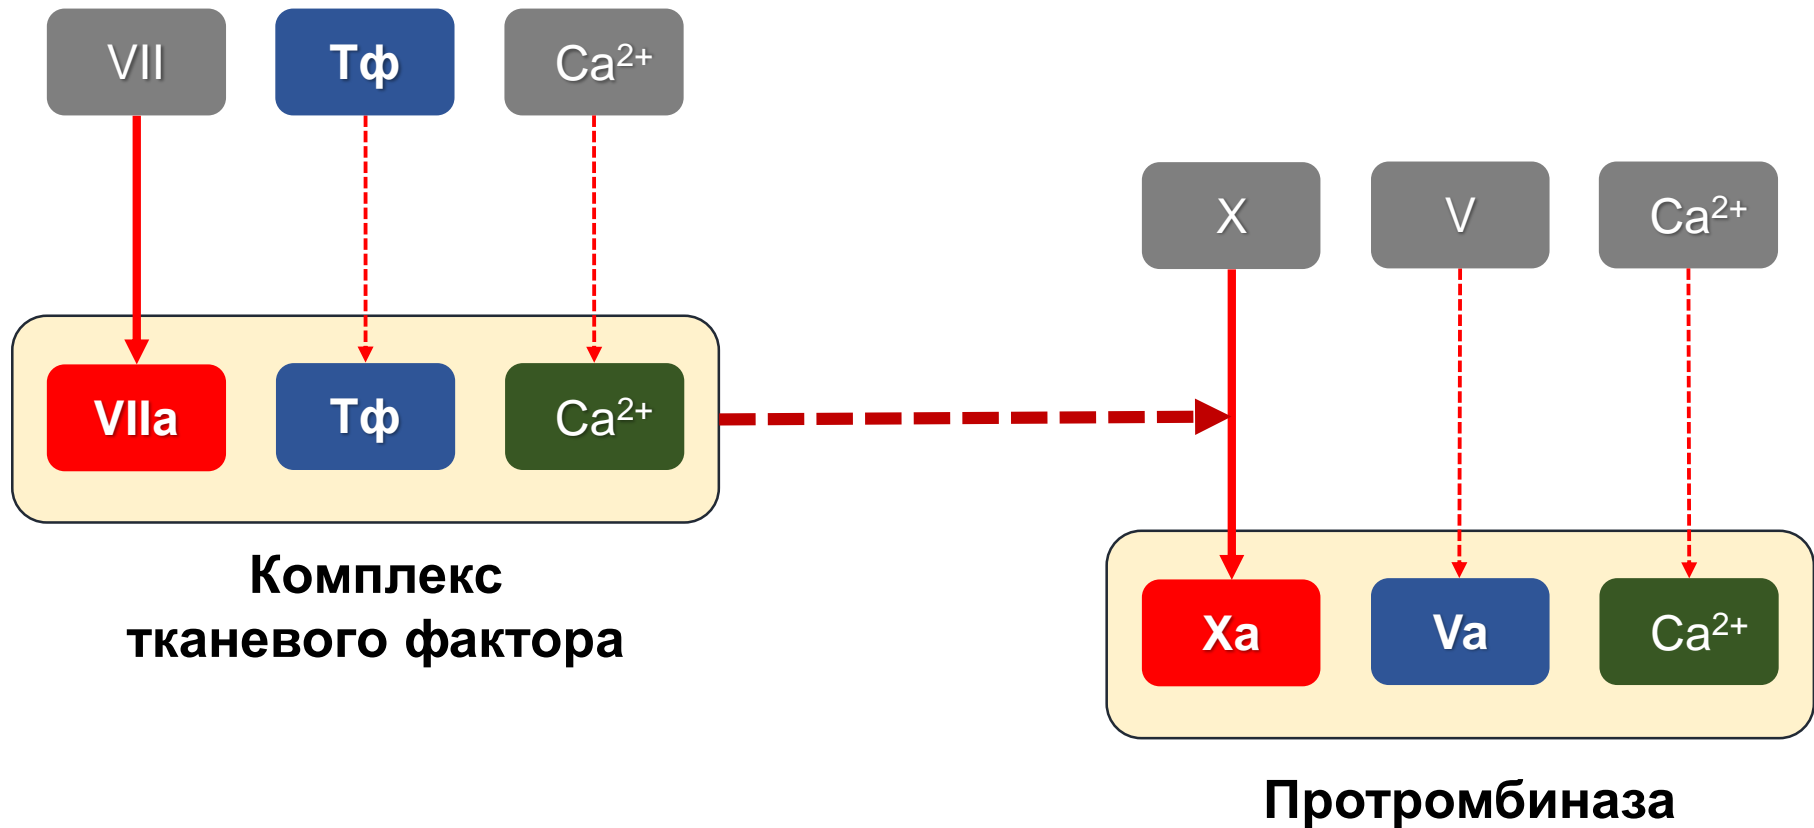 VII Тф Ca²⁺
X V Ca²⁺
VIIa Тф Ca²⁺
Комплекс
тканевого фактора
Xa Va Ca²⁺
Протромбиназа